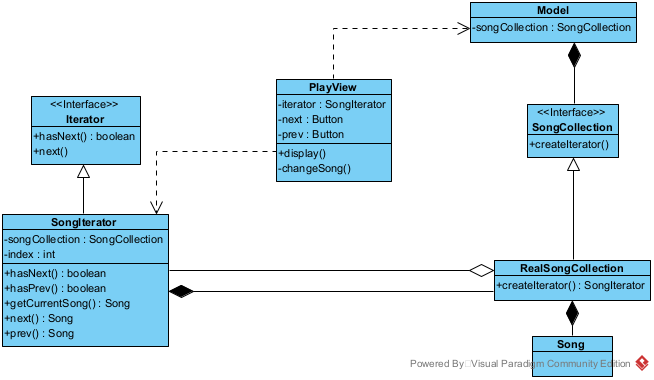 Model
-songCollection : SongCollection
PlayView
-iterator : SongIterator
-next : Button
-prev : Button
+display()
-changeSong()
<<Interface>>
Iterator
+hasNext() : boolean
+next()
<<Interface>>
SongCollection
+createIterator()
SongIterator
-songCollection : SongCollection
-index : int
+hasNext() : boolean
+hasPrev() : boolean
+getCurrentSong() : Song
+next() : Song
+prev() : Song
RealSongCollection
+createIterator() : SongIterator
Song
Powered By Visual Paradigm Community Edition